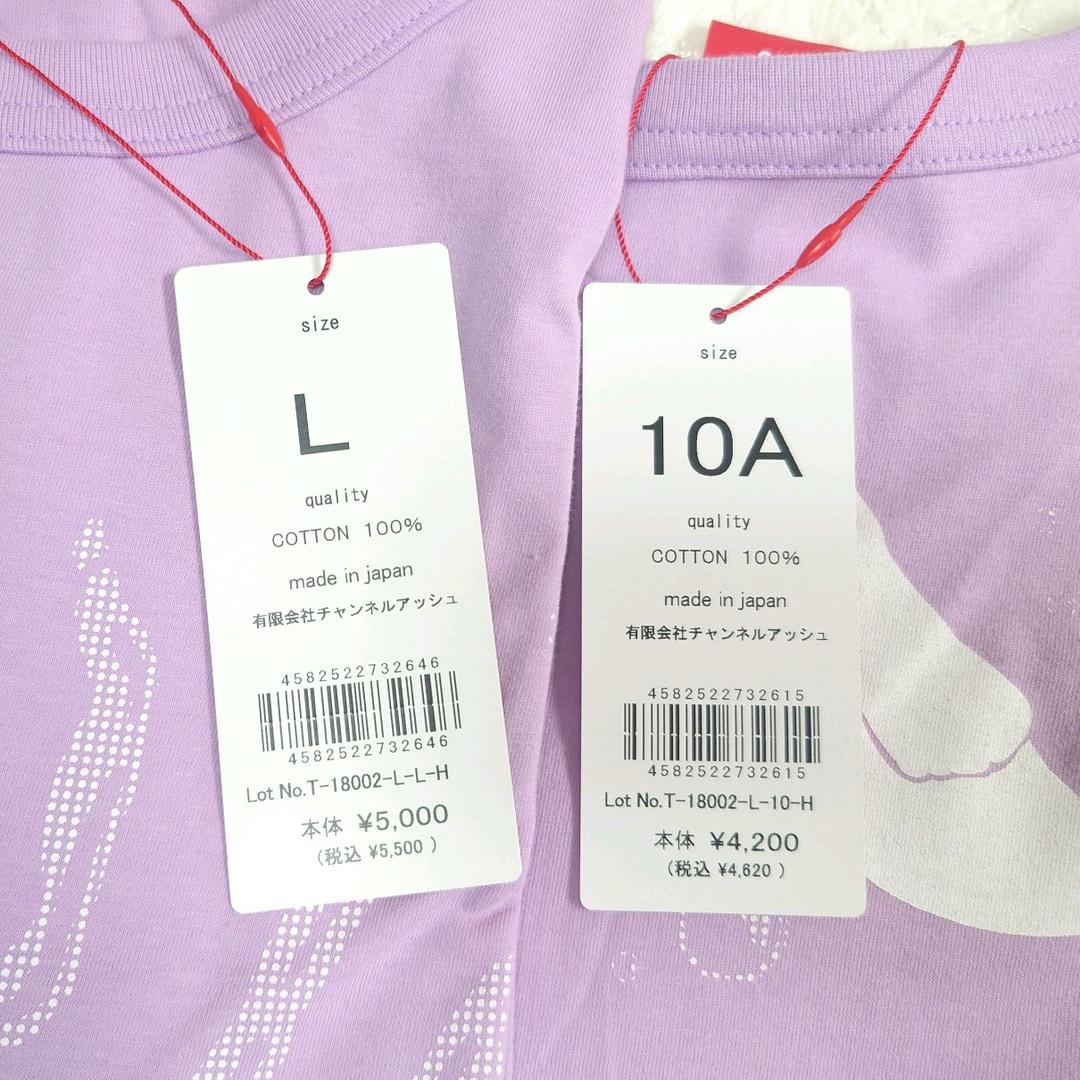 size
L
quality
COTTON 100%
made in japan
有限会社チャンネルアッシュ
4582522732646
4582522732646
Lot No.T-18002-L-L-H
本体 ¥5,000
(税込 ¥5,500 )
size
10A
quality
COTTON 100%
made in japan
有限会社チャンネルアッシュ
4582522732615
4582522732615
Lot No.T-18002-L-10-H
本体 ¥4,200
(税込 ¥4,620 )